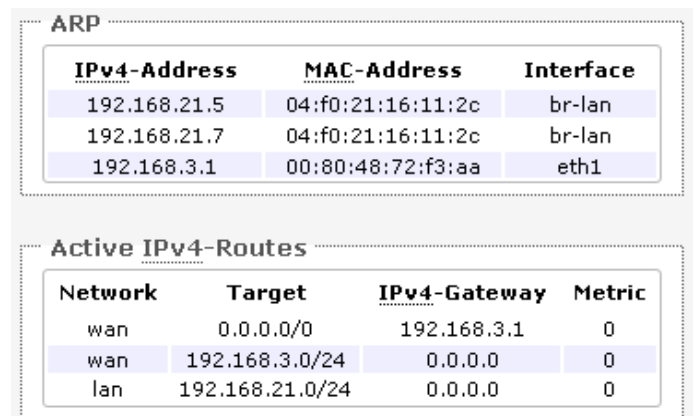 ARP
IPv4-Address MAC-Address Interface
192.168.21.5 04:f0:21:16:11:2c br-lan
192.168.21.7 04:f0:21:16:11:2c br-lan
192.168.3.1 00:80:48:72:f3:aa eth1
Active IPv4-Routes
Network Target IPv4-Gateway Metric
wan 0.0.0.0/0 192.168.3.1 0
wan 192.168.3.0/24 0.0.0.0 0
lan 192.168.21.0/24 0.0.0.0 0